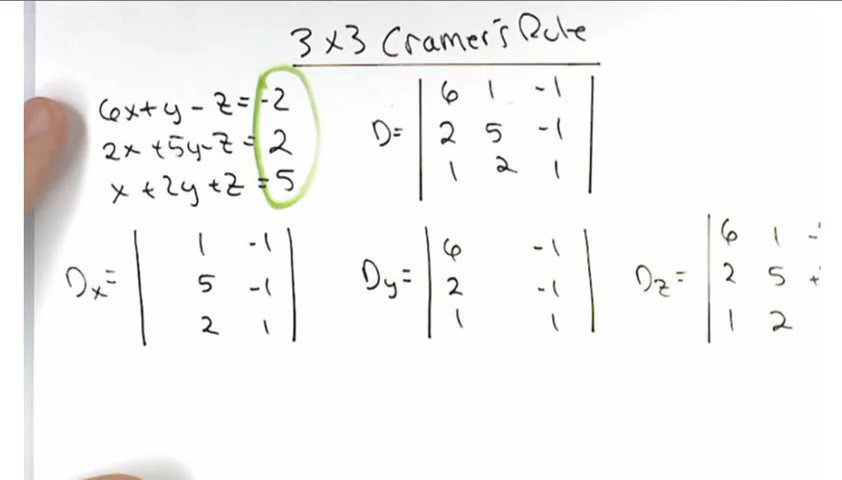 3x3 Cramer's Rule
6x+y-z=-2
2x+5y-z=2
x+2y+z=5
D= | 6 1 -1 |
| 2 5 -1 |
| 1 2 1 |
Dx= | 1 -1 |
| 5 -1 |
| 2 1 |
Dy= | 6 -1 |
| 2 -1 |
| 1 1 |
Dz= | 6 1 -
| 2 5
| 1 2